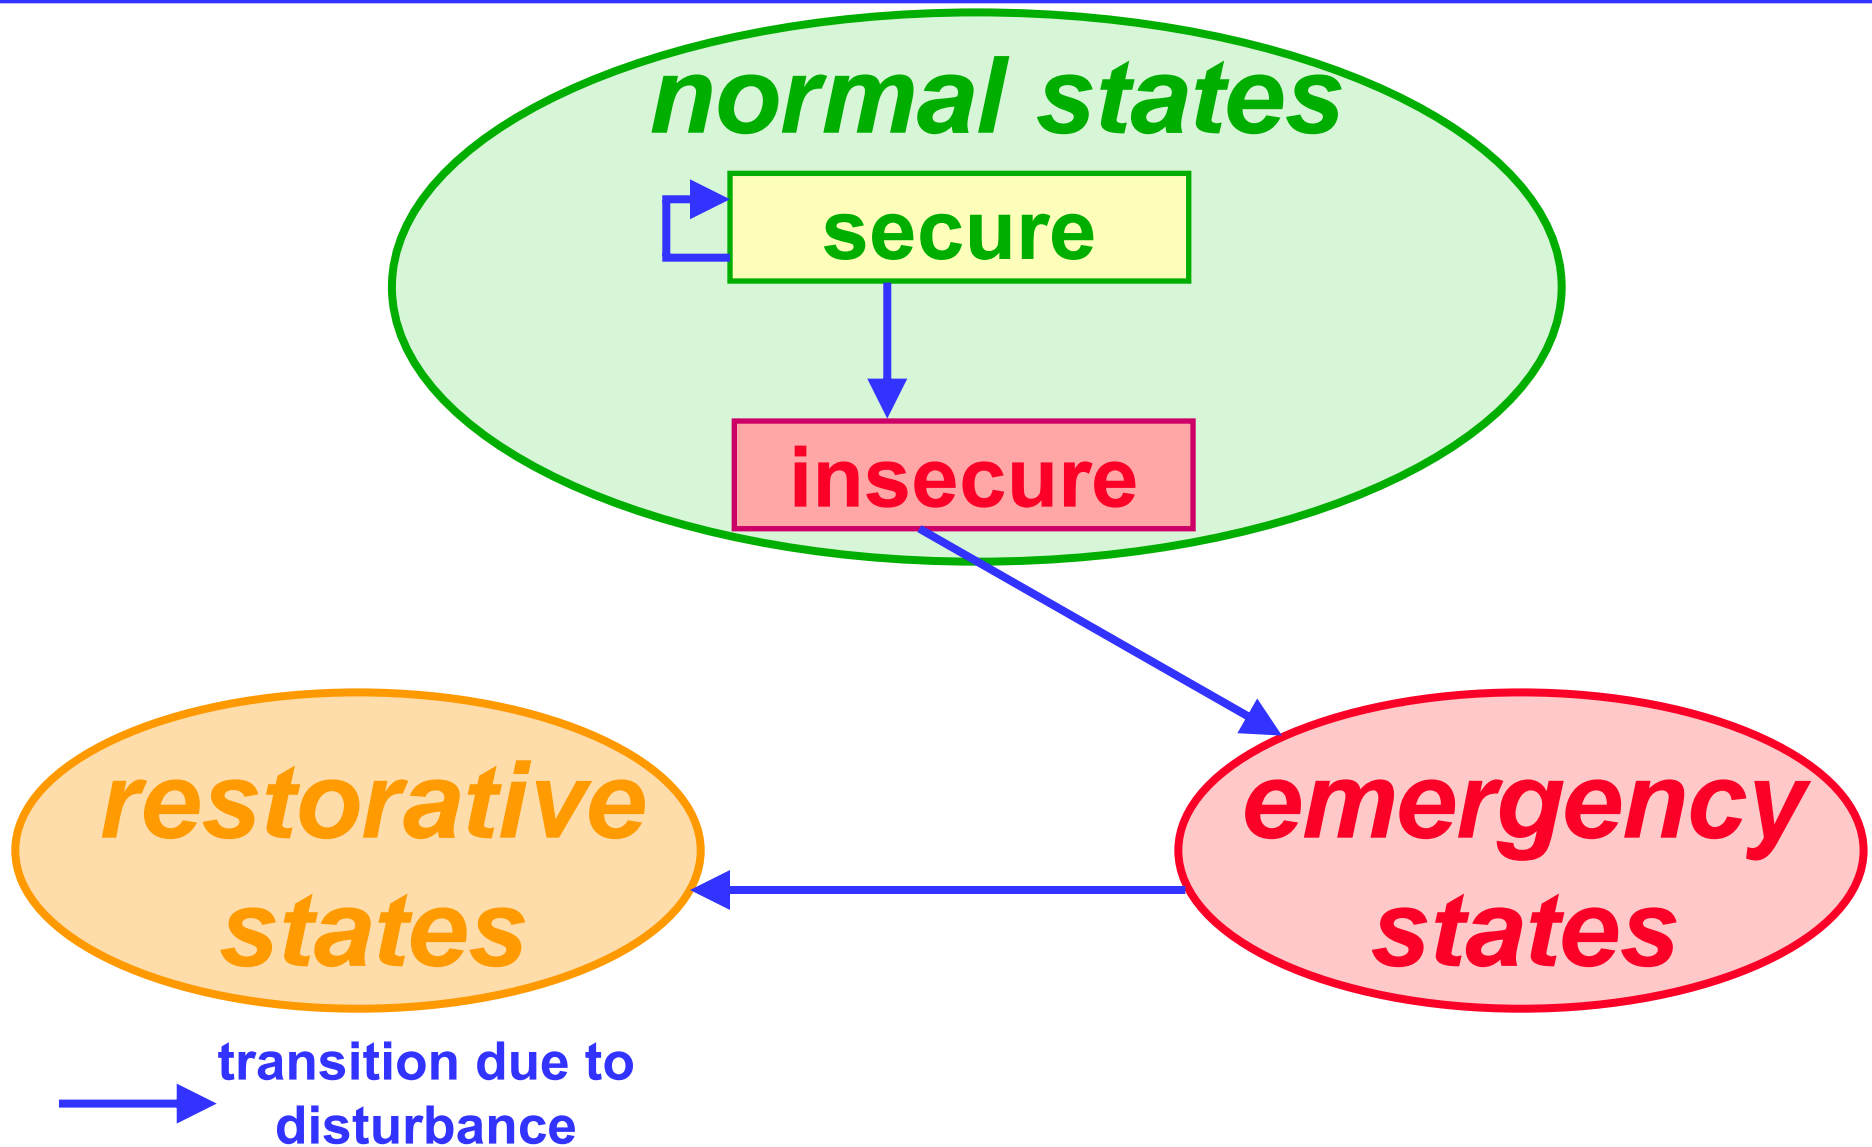 normal states
secure
insecure
restorative
states
emergency
states
transition due to
disturbance